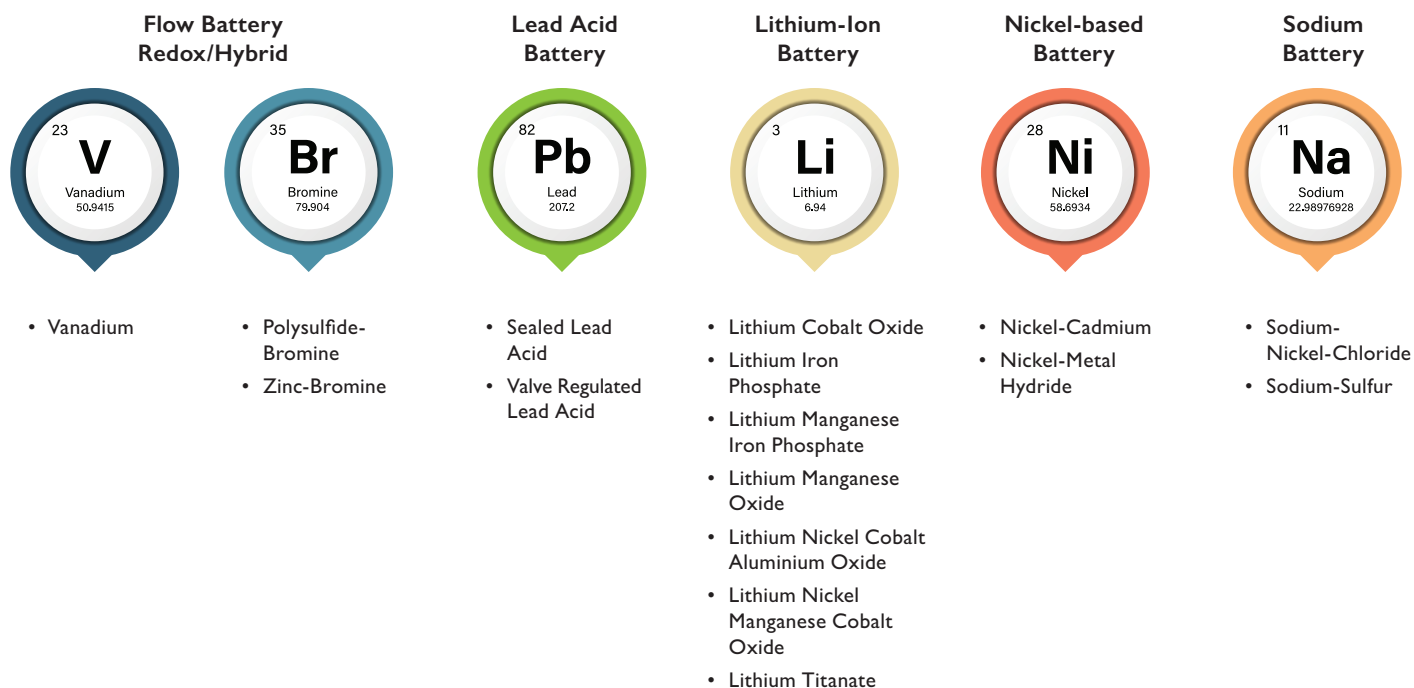 Flow Battery
Redox/Hybrid
Lead Acid
Battery
Lithium-Ion
Battery
Nickel-based
Battery
Sodium
Battery
23
V
Vanadium
50.9415
35
Br
Bromine
79.904
82
Pb
Lead
207.2
3
Li
Lithium
6.94
28
Ni
Nickel
58.6934
11
Na
Sodium
22.98976928
• Vanadium
• Polysulfide-
Bromine
• Zinc-Bromine
• Sealed Lead
Acid
• Valve Regulated
Lead Acid
• Lithium Cobalt Oxide
• Lithium Iron
Phosphate
• Lithium Manganese
Iron Phosphate
• Lithium Manganese
Oxide
• Lithium Nickel Cobalt
Aluminium Oxide
• Lithium Nickel
Manganese Cobalt
Oxide
• Lithium Titanate
• Nickel-Cadmium
• Nickel-Metal
Hydride
• Sodium-
Nickel-Chloride
• Sodium-Sulfur